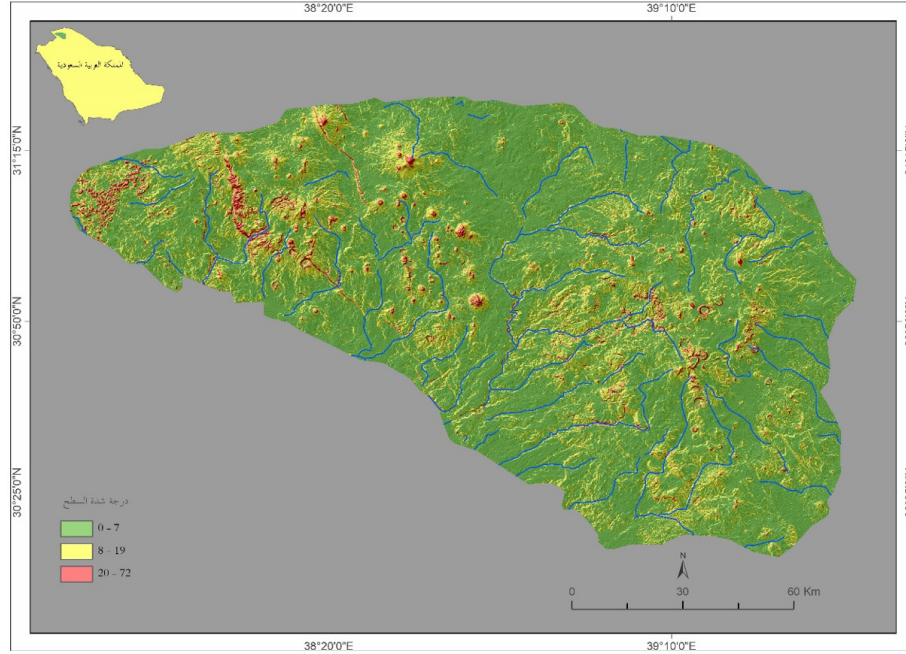 38°20'0"E
39°10'0"E
المملكة العربية السعودية
31°15'0"N
30°50'0"N
30°25'0"N
درجة شدة السطح
0 - 7
8 - 19
20 - 72
N
0
30
60 Km
38°20'0"E
39°10'0"E